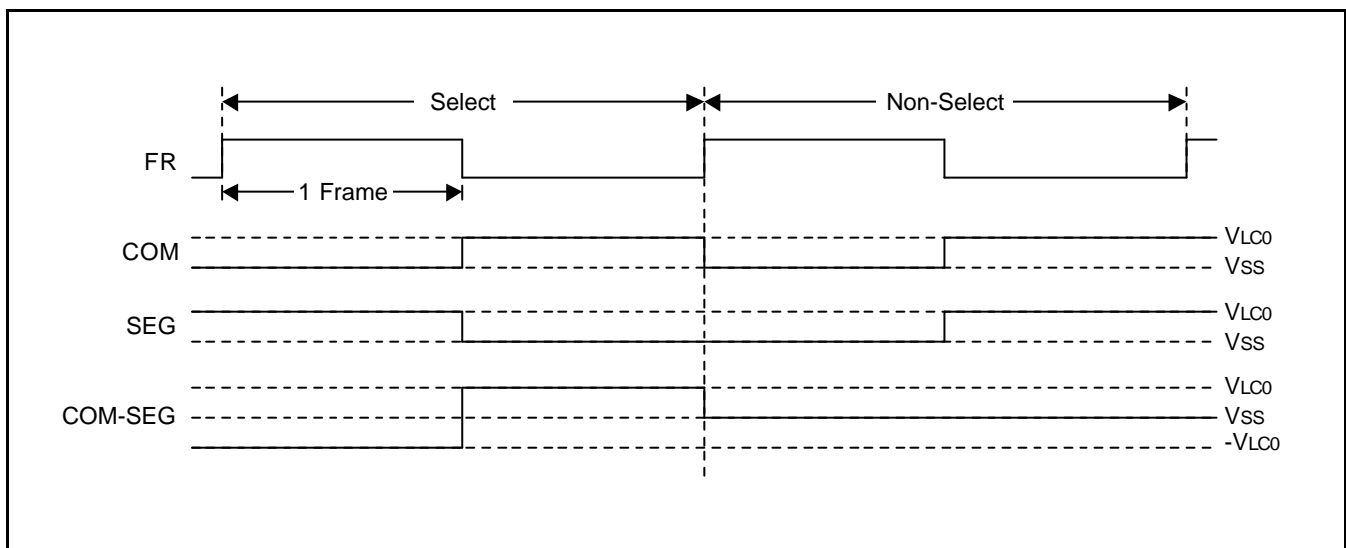 Select
Non-Select
FR
1 Frame
COM
VLC0
VSS
SEG
VLC0
VSS
COM-SEG
VLC0
VSS
-VLC0